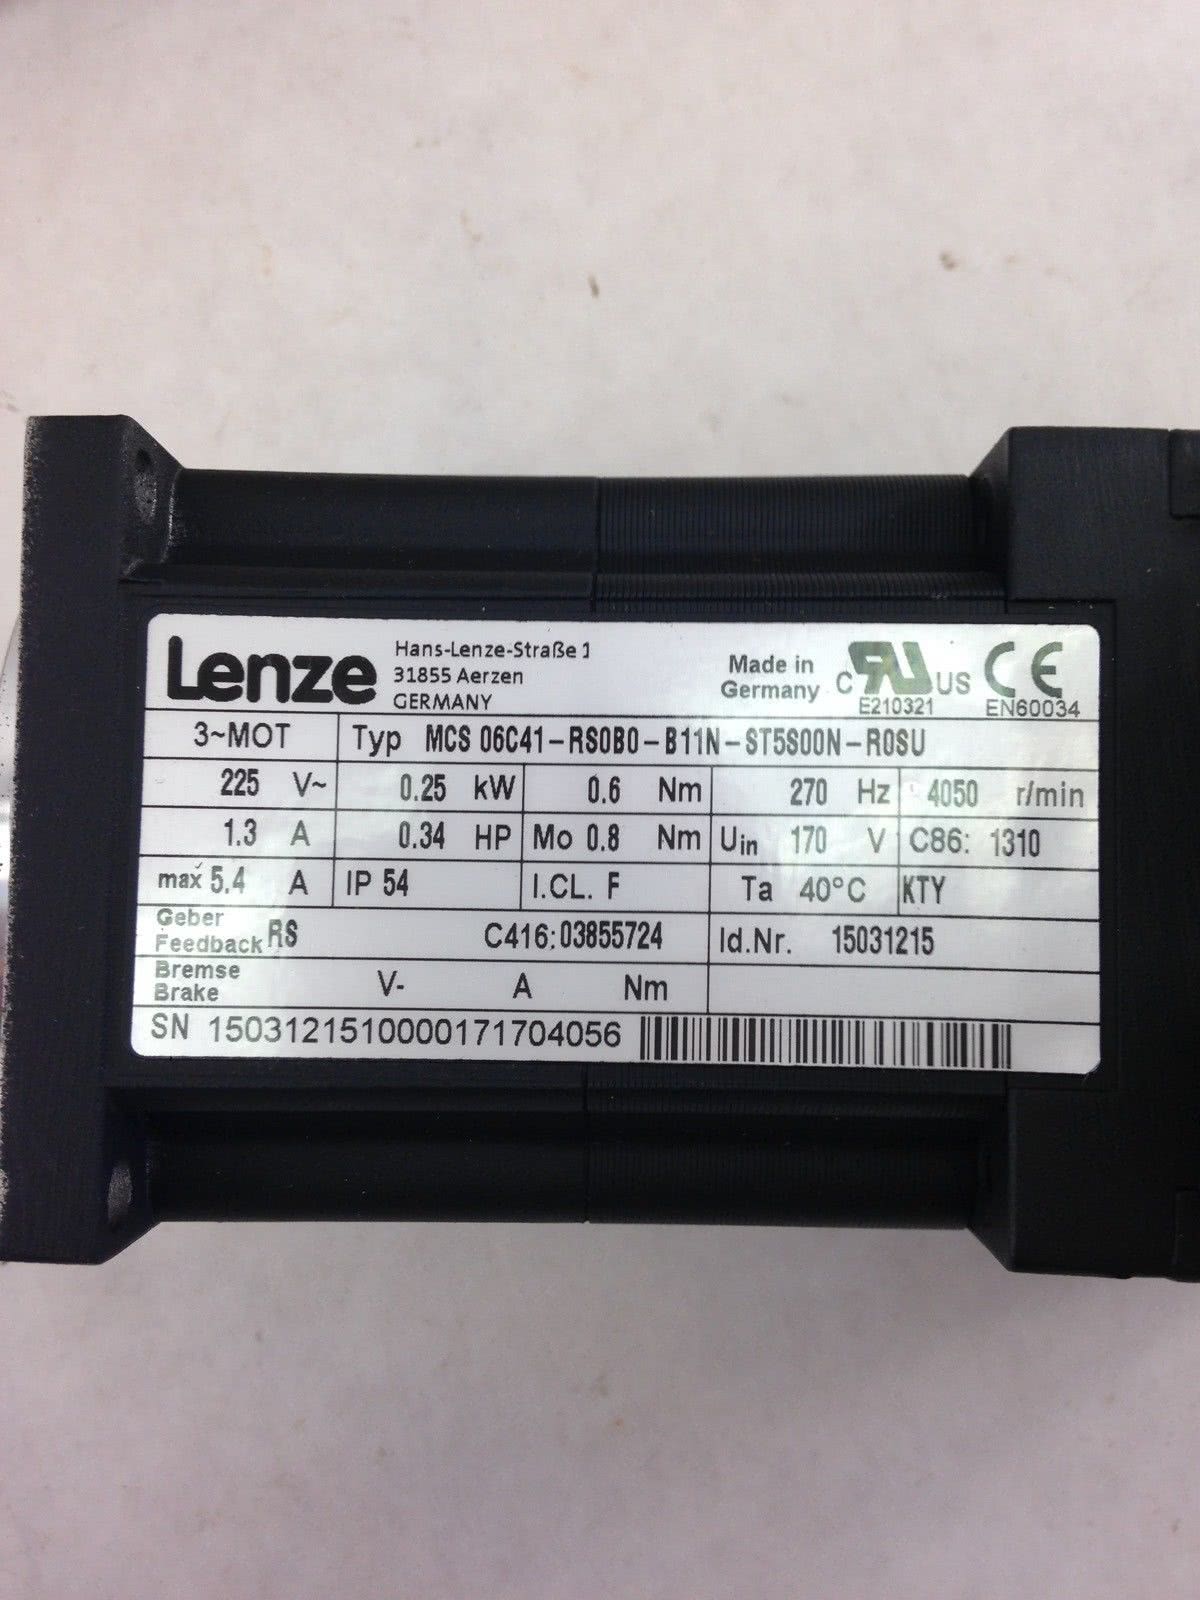 Lenze
Hans-Lenze-Straße 1
31855 Aerzen
GERMANY
Made in
Germany
C UR US
E210321
CE
EN60034
3~MOT Typ MCS 06C41-RS0B0-B11N-ST5S00N-R0SU
225 V~ 0.25 kW 0.6 Nm 270 Hz 4050 r/min
1.3 A 0.34 HP Mo 0.8 Nm Uin 170 V C86: 1310
max 5.4 A IP 54 I.CL. F Ta 40°C KTY
Geber
Feedback RS C416:03855724 Id.Nr. 15031215
Bremse
Brake V- A Nm
SN 1503121510000171704056